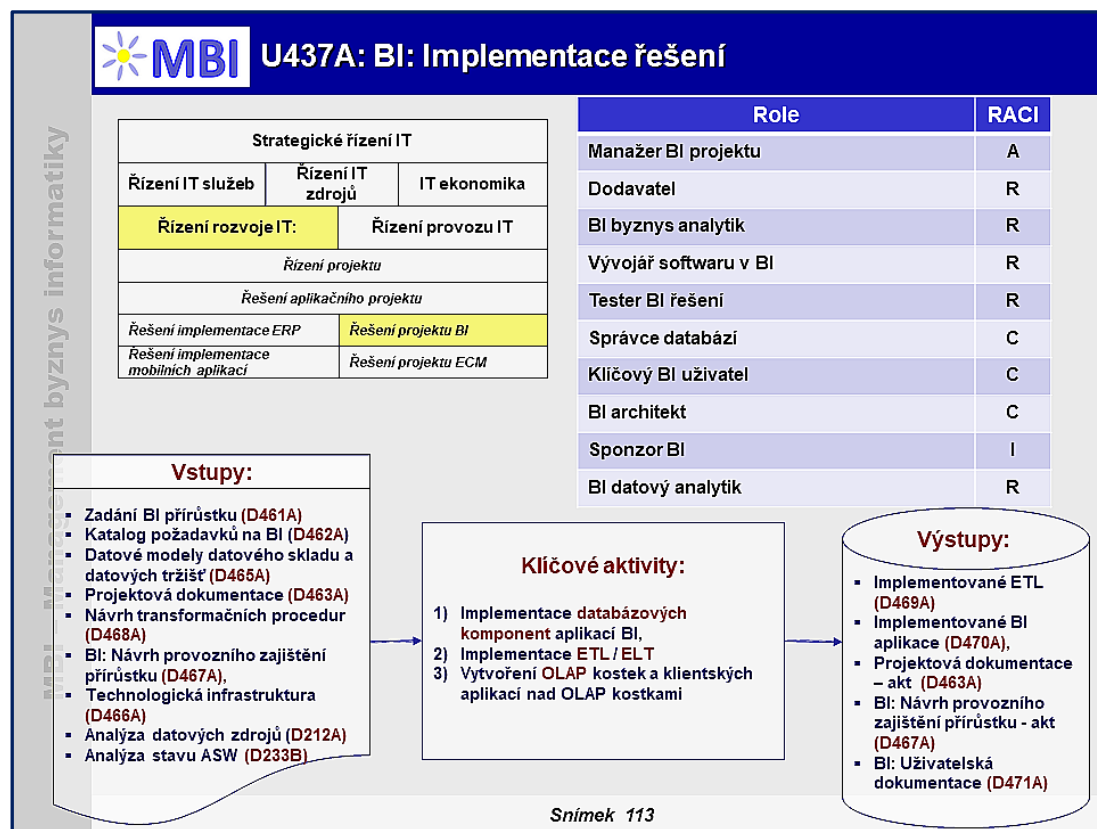 MBI
U437A: BI: Implementace řešení
MBI – Management byznys informatiky
Strategické řízení IT
Řízení IT služeb
Řízení IT
zdrojů
IT ekonomika
Řízení rozvoje IT:
Řízení provozu IT
Řízení projektu
Řešení aplikačního projektu
Řešení implementace ERP
Řešení projektu BI
Řešení implementace
mobilních aplikací
Řešení projektu ECM
Role RACI
Manažer BI projektu A
Dodavatel R
BI byznys analytik R
Vývojář softwaru v BI R
Tester BI řešení R
Správce databází C
Klíčový BI uživatel C
BI architekt C
Sponzor BI I
BI datový analytik R
Vstupy:
▪ Zadání BI přírůstku (D461A)
▪ Katalog požadavků na BI (D462A)
▪ Datové modely datového skladu a
datových tržišť (D465A)
▪ Projektová dokumentace (D463A)
▪ Návrh transformačních procedur
(D468A)
▪ BI: Návrh provozního zajištění
přírůstku (D467A),
▪ Technologická infrastruktura
(D466A)
▪ Analýza datových zdrojů (D212A)
▪ Analýza stavu ASW (D233B)
Klíčové aktivity:
1) Implementace databázových
komponent aplikací BI,
2) Implementace ETL / ELT
3) Vytvoření OLAP kostek a klientských
aplikací nad OLAP kostkami
Výstupy:
▪ Implementované ETL
(D469A)
▪ Implementované BI
aplikace (D470A),
▪ Projektová dokumentace
– akt (D463A)
▪ BI: Návrh provozního
zajištění přírůstku - akt
(D467A)
▪ BI: Uživatelská
dokumentace (D471A)
Snímek 113